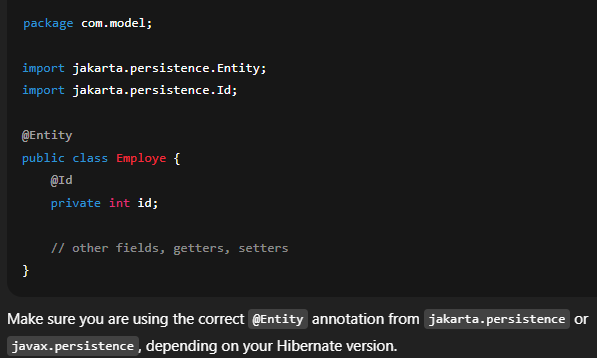 package com.model;
import jakarta.persistence.Entity;
import jakarta.persistence.Id;
@Entity
public class Employe {
@Id
private int id;
// other fields, getters, setters
}
Make sure you are using the correct @Entity annotation from jakarta.persistence or
javax.persistence, depending on your Hibernate version.